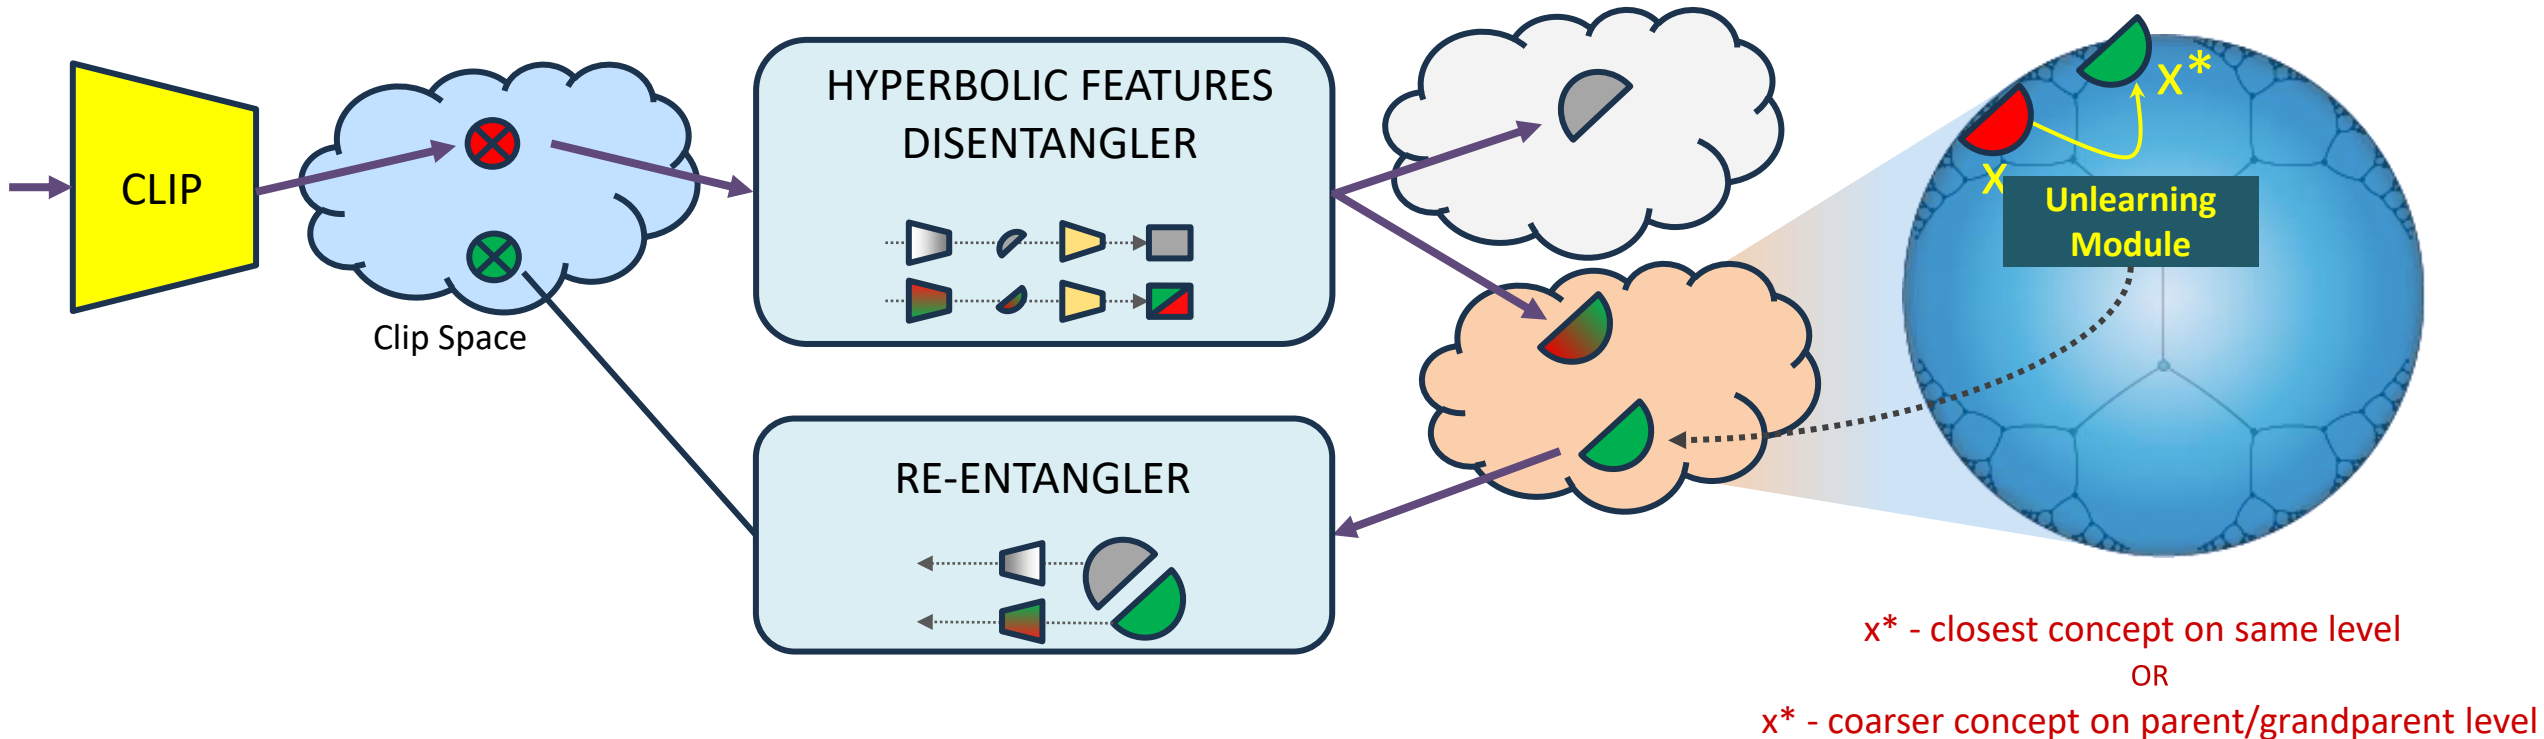 CLIP
Clip Space
HYPERBOLIC FEATURES
DISENTANGLER
RE-ENTANGLER
x*
x
Unlearning
Module
x* - closest concept on same level
OR
x* - coarser concept on parent/grandparent level